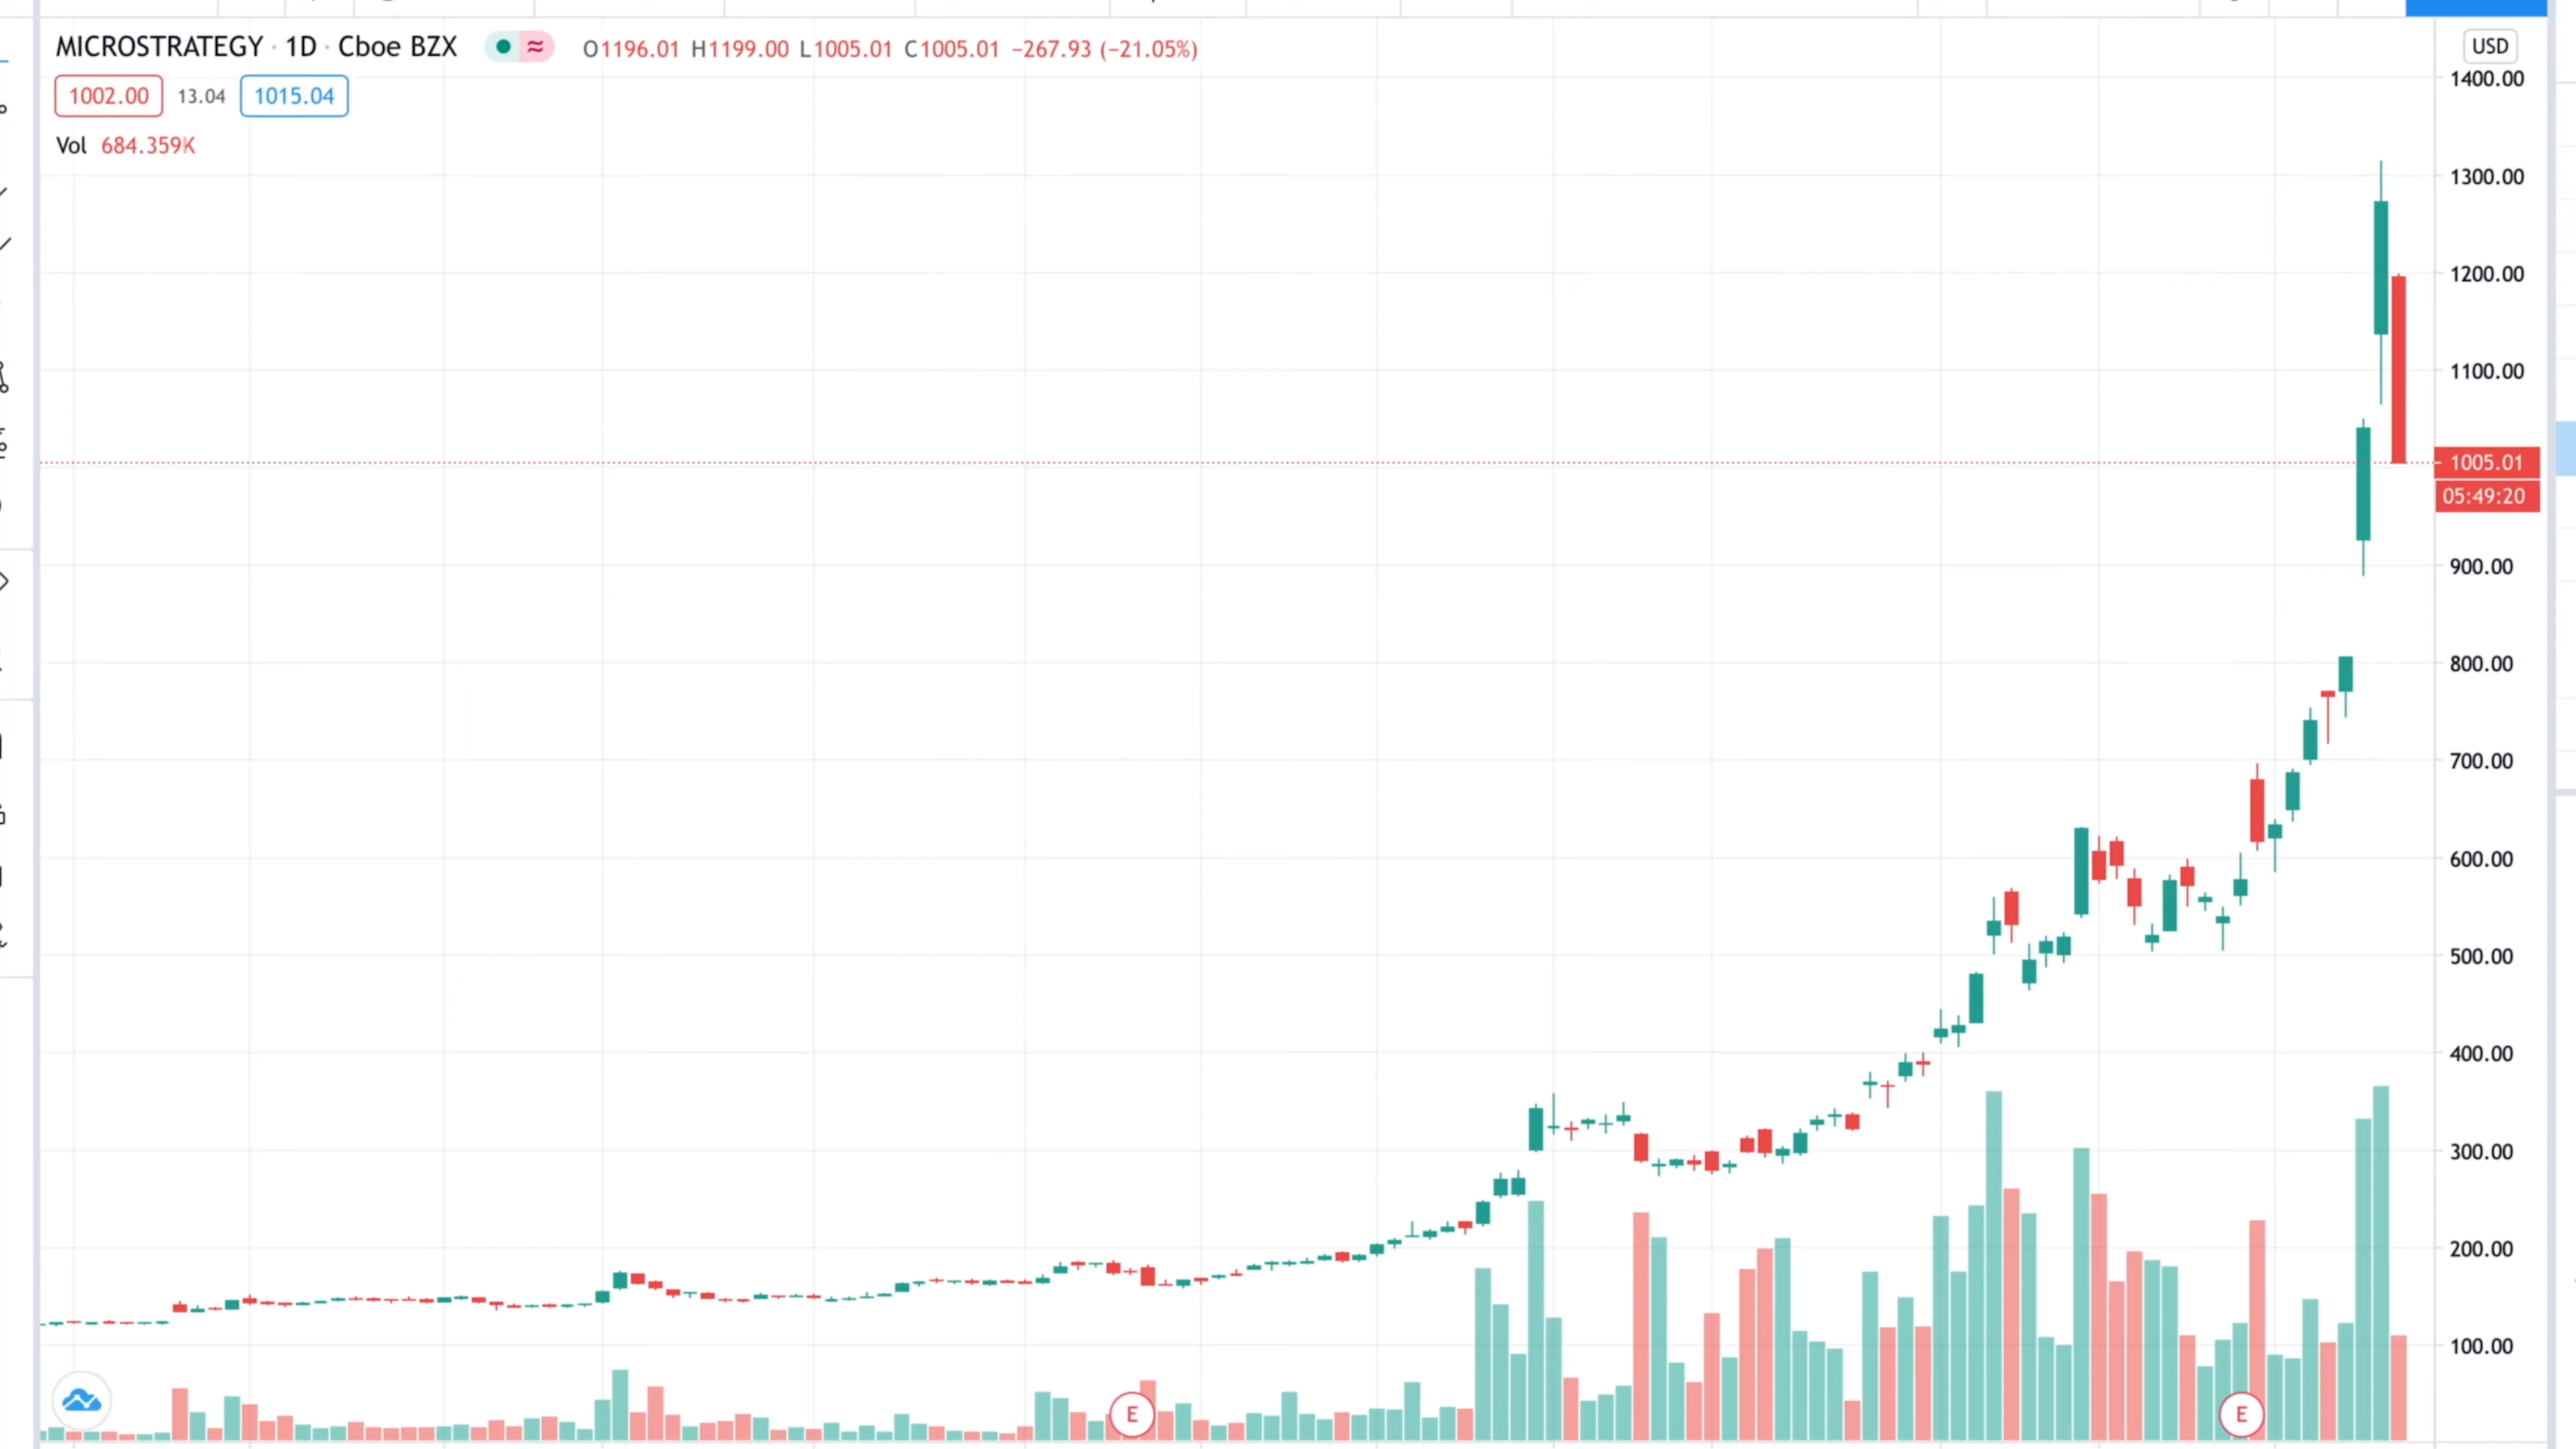 MICROSTRATEGY · 1D · Cboe BZX ≈ O1196.01 H1199.00 L1005.01 C1005.01 −267.93 (−21.05%)
USD
1002.00 13.04 1015.04
Vol 684.359K
1400.00
1300.00
1200.00
1100.00
1005.01
05:49:20
900.00
800.00
700.00
600.00
500.00
400.00
300.00
200.00
100.00
E
E